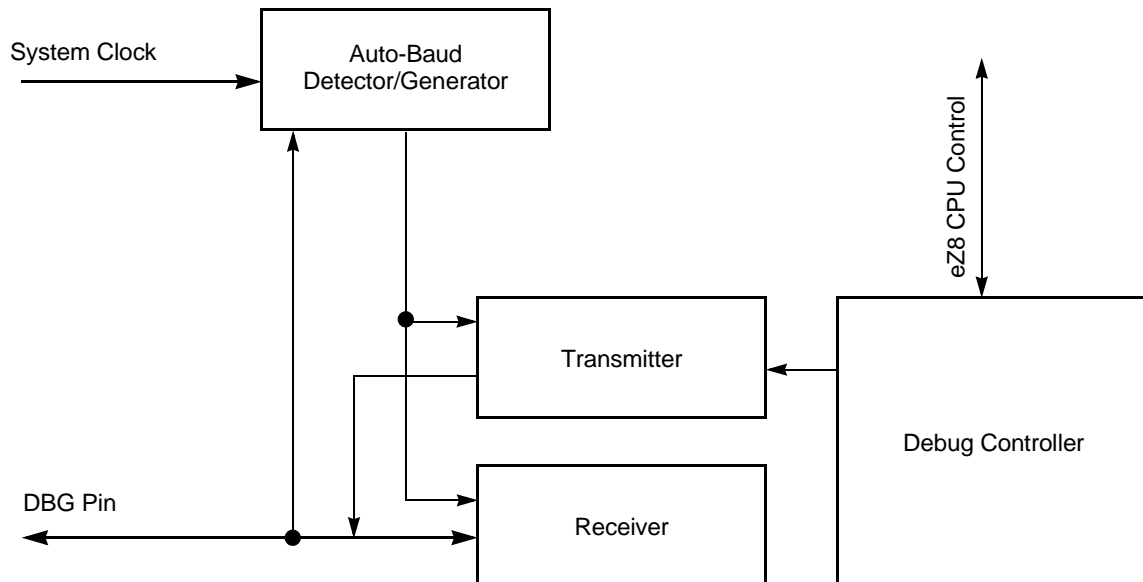 System Clock
Auto-Baud
Detector/Generator
eZ8 CPU Control
Transmitter
Debug Controller
DBG Pin
Receiver